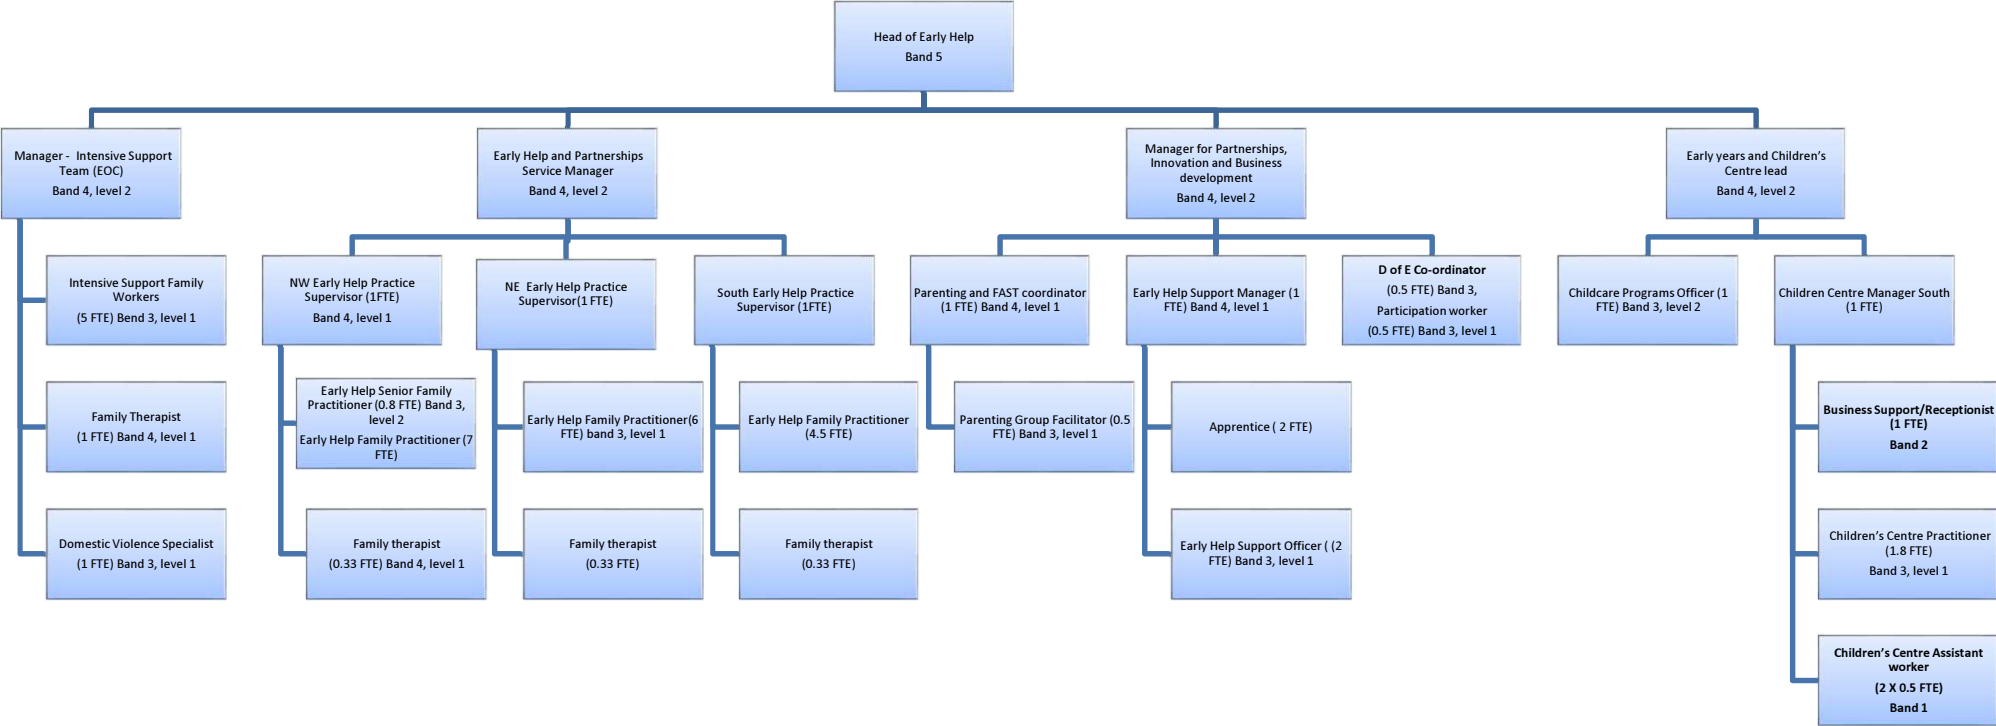 Head of Early Help
Band 5
Manager -  Intensive Support
Team (EOC)
Band 4, level 2
Early Help and Partnerships
Service Manager
Band 4, level 2
Manager for Partnerships,
Innovation and Business
development
Band 4, level 2
Early years and Children’s
Centre lead
Band 4, level 2
Intensive Support Family
Workers
(5 FTE) Bend 3, level 1
NW Early Help Practice
Supervisor (1FTE)
Band 4, level 1
NE  Early Help Practice
Supervisor(1 FTE)
South Early Help Practice
Supervisor (1FTE)
Parenting and FAST coordinator
(1 FTE) Band 4, level 1
Early Help Support Manager (1
FTE) Band 4, level 1
D of E Co-ordinator
(0.5 FTE) Band 3,
Participation worker
(0.5 FTE) Band 3, level 1
Childcare Programs Officer (1
FTE) Band 3, level 2
Children Centre Manager South
(1 FTE)
Family Therapist
(1 FTE) Band 4, level 1
Early Help Senior Family
Practitioner (0.8 FTE) Band 3,
level 2
Early Help Family Practitioner (7
FTE)
Early Help Family Practitioner(6
FTE) band 3, level 1
Early Help Family Practitioner
(4.5 FTE)
Parenting Group Facilitator (0.5
FTE) Band 3, level 1
Apprentice ( 2 FTE)
Business Support/Receptionist
(1 FTE)
Band 2
Domestic Violence Specialist
(1 FTE) Band 3, level 1
Family therapist
(0.33 FTE) Band 4, level 1
Family therapist
(0.33 FTE)
Family therapist
(0.33 FTE)
Early Help Support Officer ( (2
FTE) Band 3, level 1
Children’s Centre Practitioner
(1.8 FTE)
Band 3, level 1
Children’s Centre Assistant
worker
(2 X 0.5 FTE)
Band 1